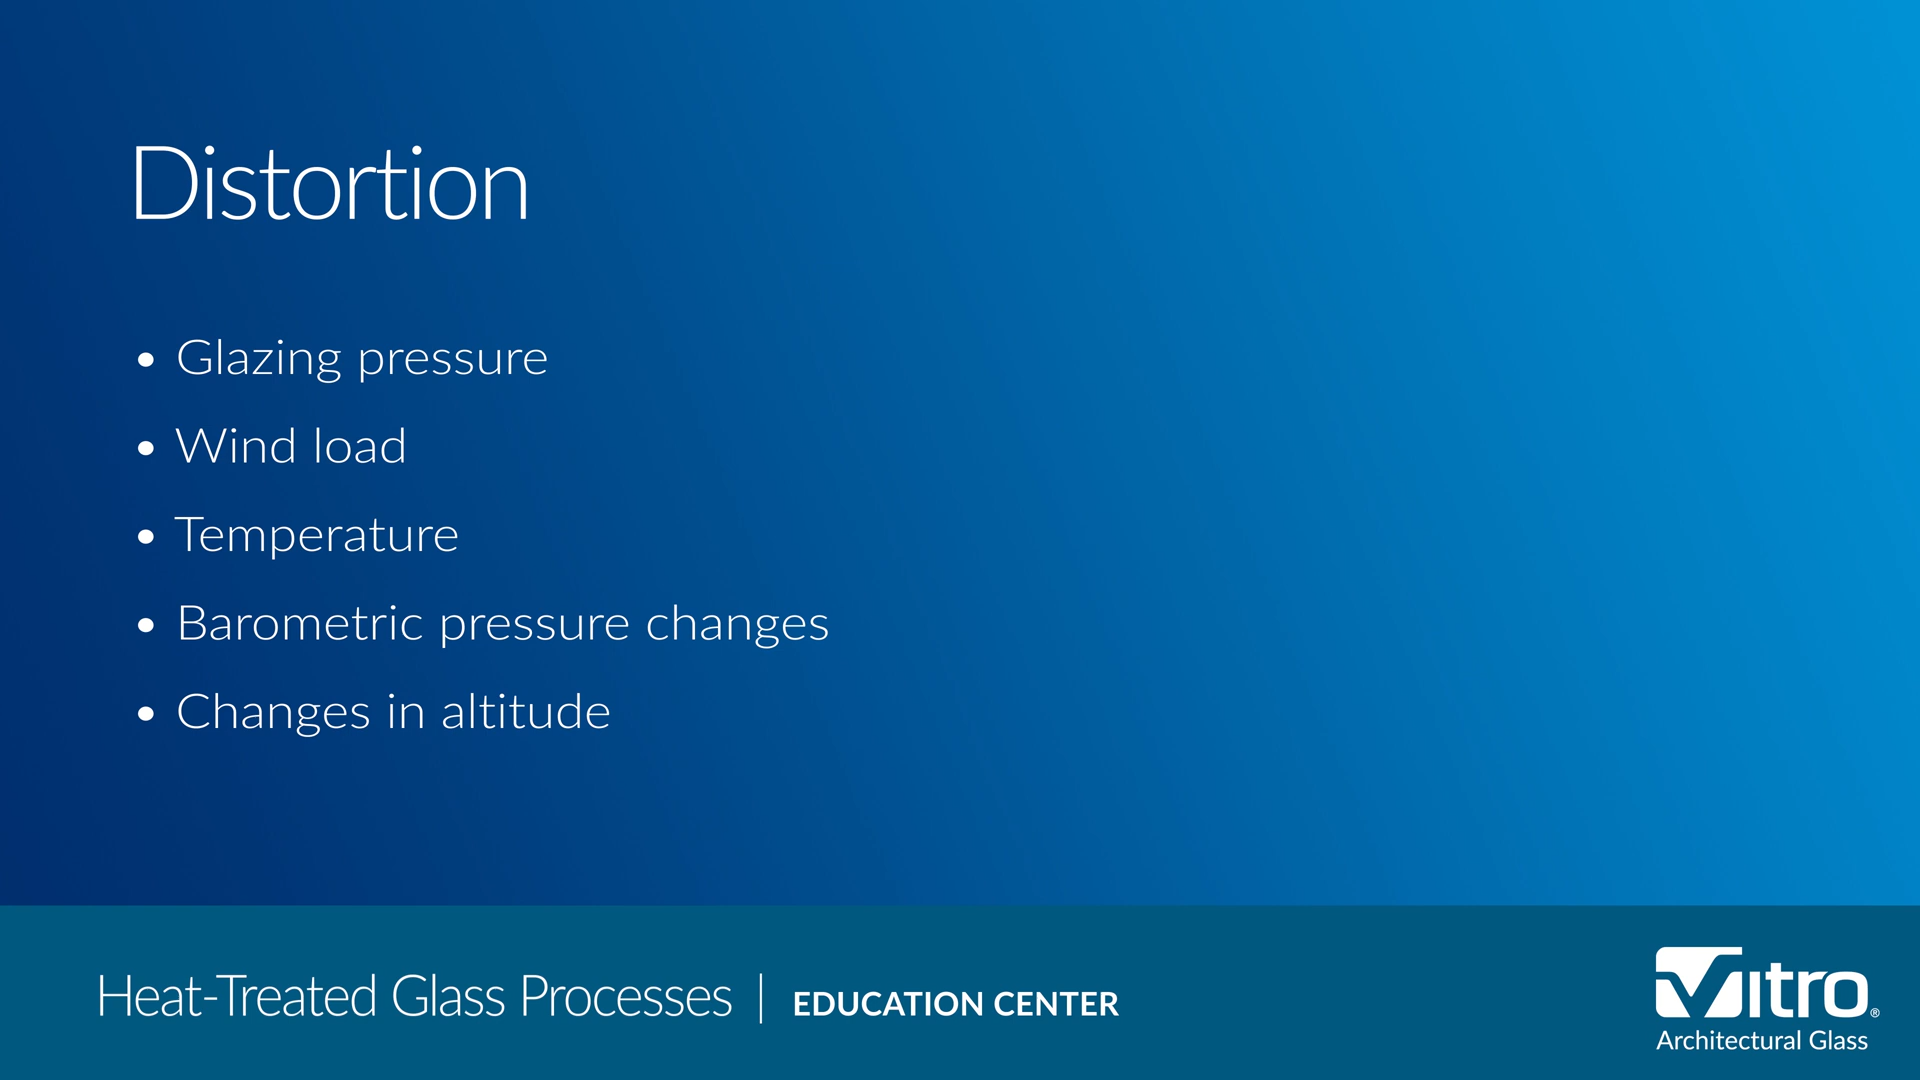 Distortion
• Glazing pressure
• Wind load
• Temperature
• Barometric pressure changes
• Changes in altitude
Heat-Treated Glass Processes | EDUCATION CENTER
Vitro®
Architectural Glass